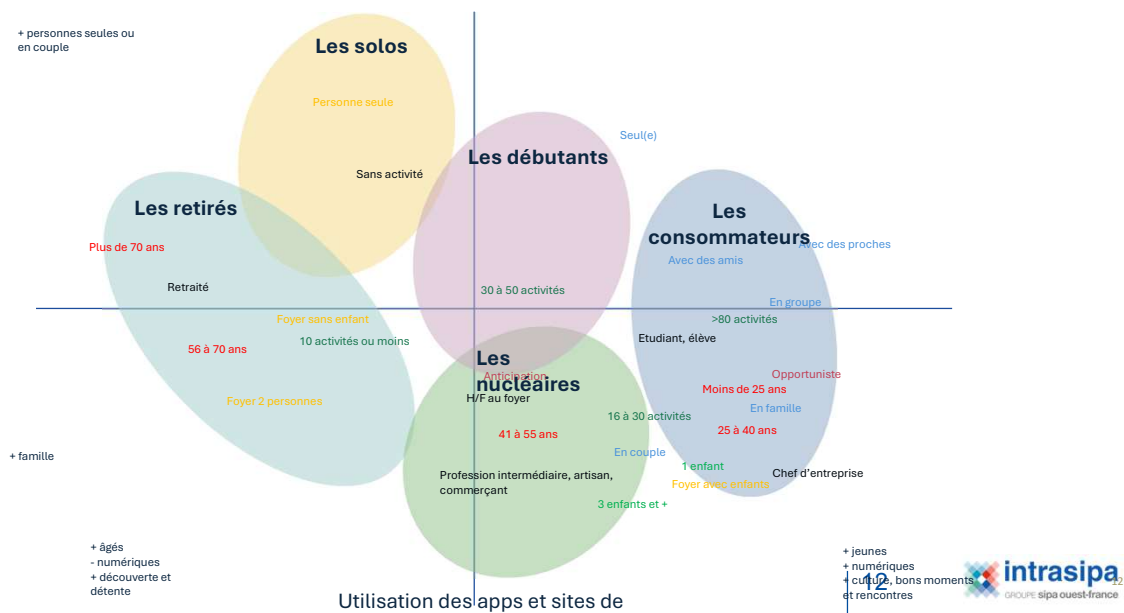 + personnes seules ou
en couple
Les solos
Personne seule
Seul(e)
Les débutants
Sans activité
Les retirés
Les
consommateurs
Plus de 70 ans
Avec des proches
Avec des amis
Retraité
30 à 50 activités
En groupe
Foyer sans enfant
>80 activités
10 activités ou moins
Etudiant, élève
56 à 70 ans
Les
nucléaires
Anticipation
Opportuniste
H/F au foyer
Moins de 25 ans
Foyer 2 personnes
En famille
16 à 30 activités
41 à 55 ans
25 à 40 ans
+ famille
En couple
1 enfant
Profession intermédiaire, artisan,
commerçant
Chef d’entreprise
Foyer avec enfants
3 enfants et +
+ âgés
- numériques
+ découverte et
détente
+ jeunes
+ numériques
+ culture, bons moments
et rencontres
12
intrasipa
GROUPE sipa ouest-france
12
Utilisation des apps et sites de